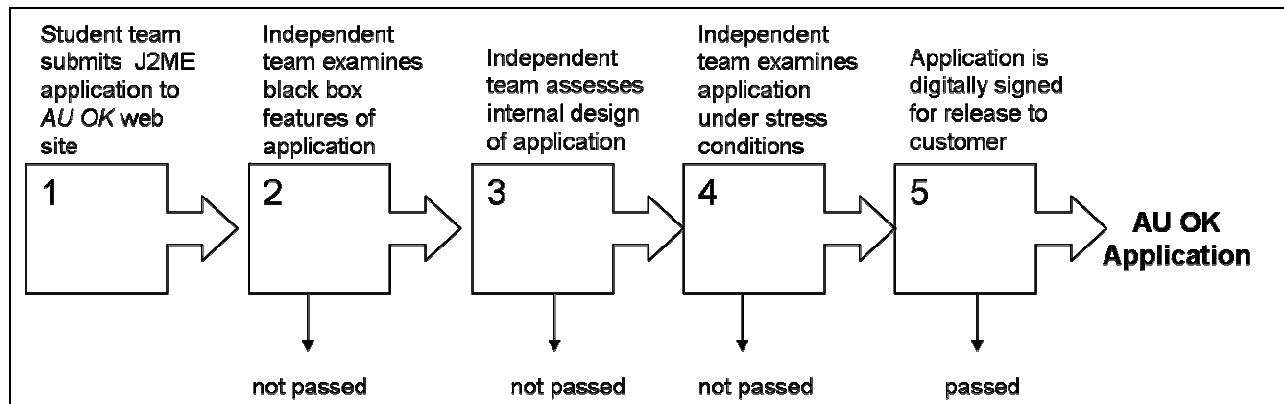 Student team
submits J2ME
application to
AU OK web
site
Independent
team examines
black box
features of
application
Independent
team assesses
internal design
of application
Independent
team examines
application
under stress
conditions
Application is
digitally signed
for release to
customer
1
2
3
4
5
AU OK
Application
not passed
not passed
not passed
passed